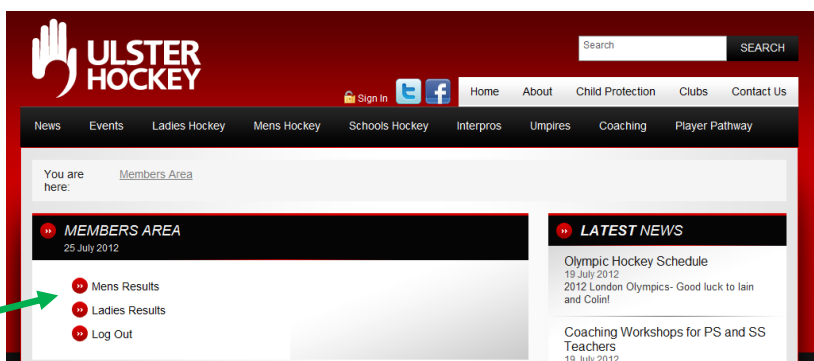 ULSTER
HOCKEY
Search
SEARCH
Sign In
Home About Child Protection Clubs Contact Us
News Events Ladies Hockey Mens Hockey Schools Hockey Interpros Umpires Coaching Player Pathway
You are
here:
Members Area
MEMBERS AREA
25 July 2012
Mens Results
Ladies Results
Log Out
LATEST NEWS
Olympic Hockey Schedule
19 July 2012
2012 London Olympics- Good luck to Iain
and Colin!
Coaching Workshops for PS and SS
Teachers
19 July 2012